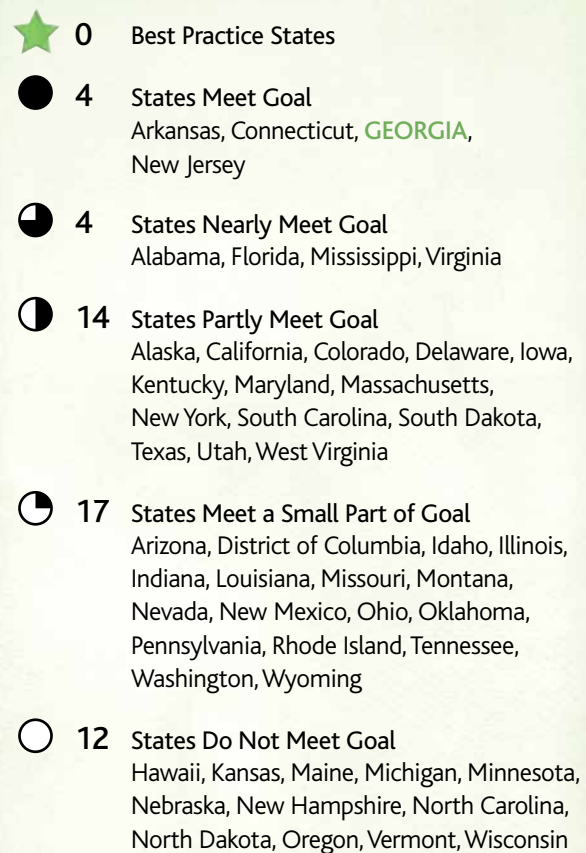 0 Best Practice States
4 States Meet Goal
Arkansas, Connecticut, GEORGIA,
New Jersey
4 States Nearly Meet Goal
Alabama, Florida, Mississippi, Virginia
14 States Partly Meet Goal
Alaska, California, Colorado, Delaware, Iowa,
Kentucky, Maryland, Massachusetts,
New York, South Carolina, South Dakota,
Texas, Utah, West Virginia
17 States Meet a Small Part of Goal
Arizona, District of Columbia, Idaho, Illinois,
Indiana, Louisiana, Missouri, Montana,
Nevada, New Mexico, Ohio, Oklahoma,
Pennsylvania, Rhode Island, Tennessee,
Washington, Wyoming
12 States Do Not Meet Goal
Hawaii, Kansas, Maine, Michigan, Minnesota,
Nebraska, New Hampshire, North Carolina,
North Dakota, Oregon, Vermont, Wisconsin